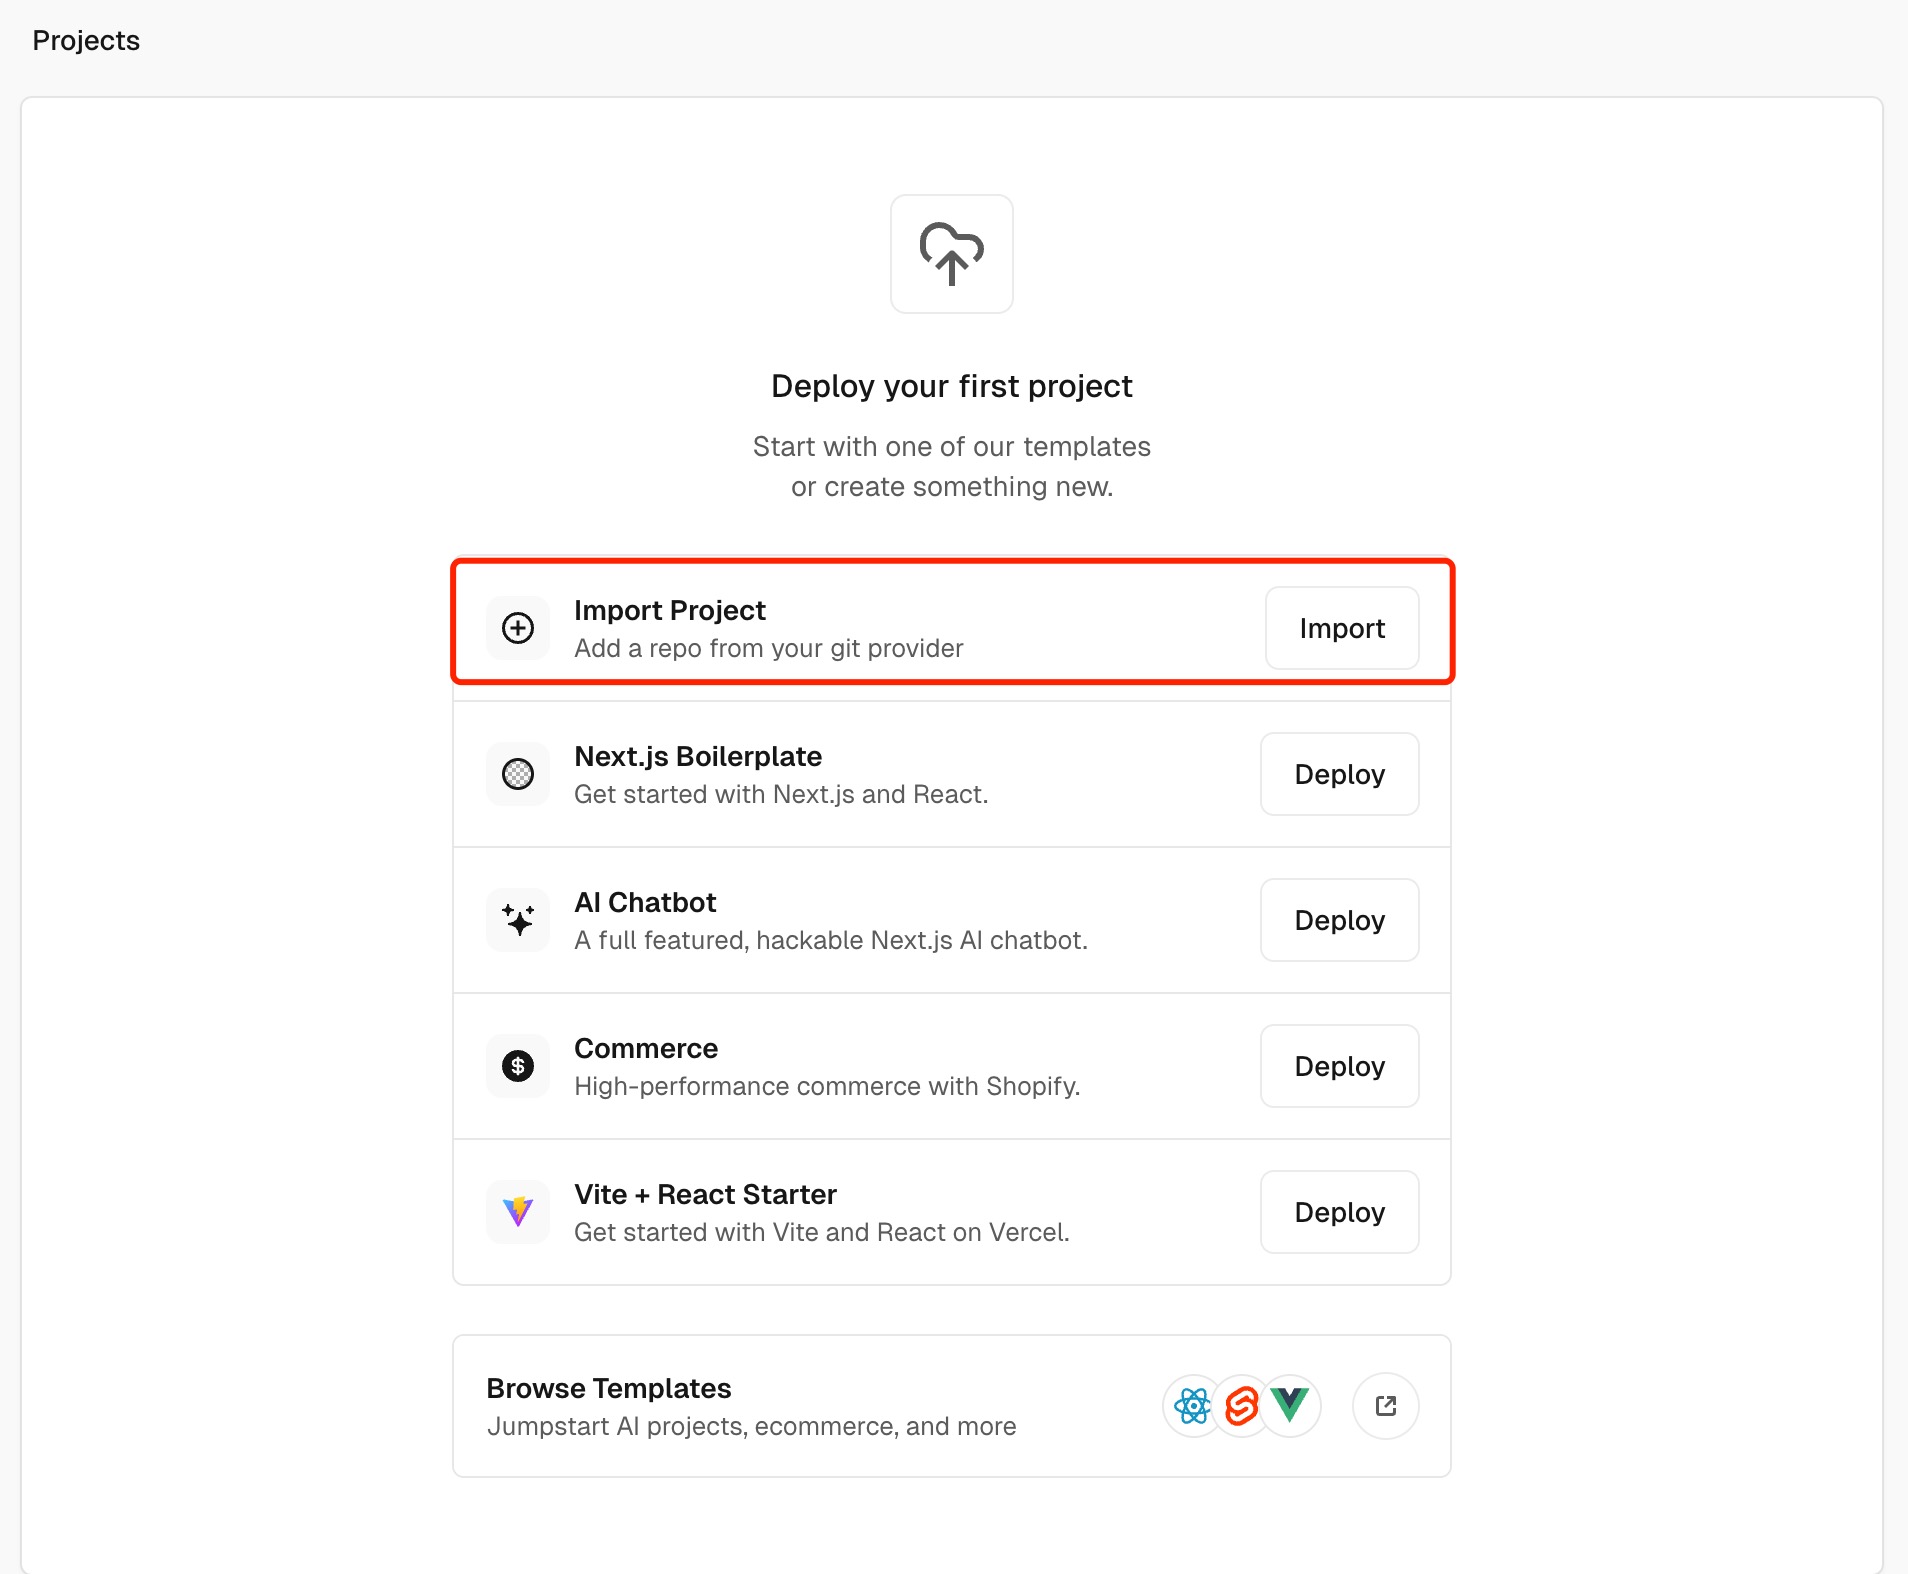 Projects
Deploy your first project
Start with one of our templates
or create something new.
Import Project
Add a repo from your git provider
Import
Next.js Boilerplate
Get started with Next.js and React.
Deploy
AI Chatbot
A full featured, hackable Next.js AI chatbot.
Deploy
Commerce
High-performance commerce with Shopify.
Deploy
Vite + React Starter
Get started with Vite and React on Vercel.
Deploy
Browse Templates
Jumpstart AI projects, ecommerce, and more